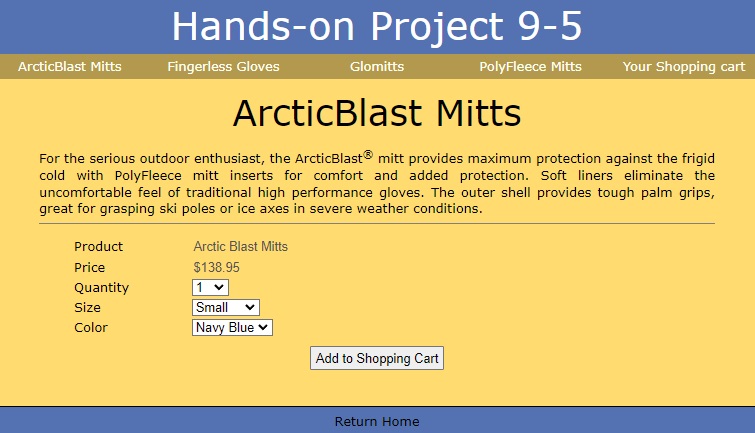 Hands-on Project 9-5
ArcticBlast Mitts Fingerless Gloves Glomitts PolyFleece Mitts Your Shopping cart
ArcticBlast Mitts
For the serious outdoor enthusiast, the ArcticBlast® mitt provides maximum protection against the frigid
cold with PolyFleece mitt inserts for comfort and added protection. Soft liners eliminate the
uncomfortable feel of traditional high performance gloves. The outer shell provides tough palm grips,
great for grasping ski poles or ice axes in severe weather conditions.
Product Arctic Blast Mitts
Price $138.95
Quantity 1
Size Small
Color Navy Blue
Add to Shopping Cart
Return Home